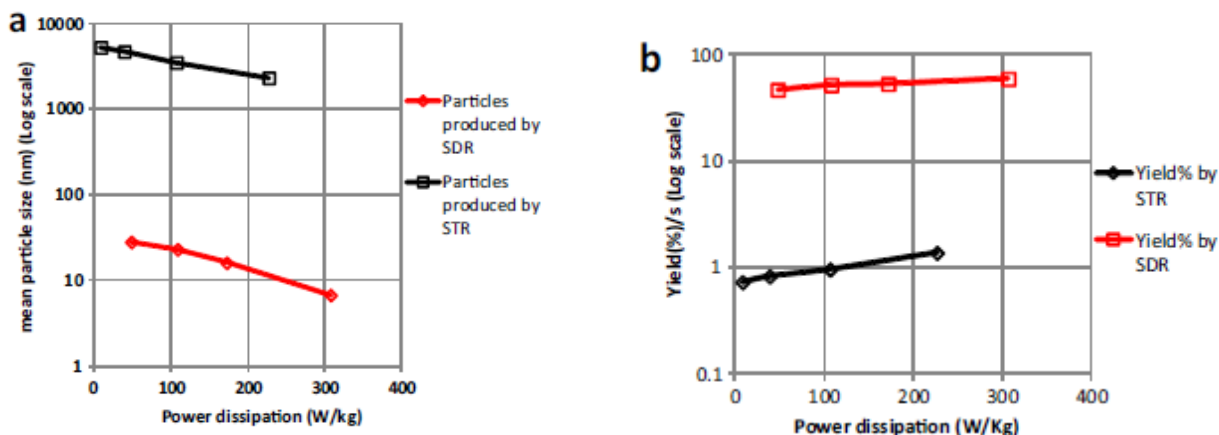 a
10000
1000
100
10
1
mean particle size (nm) (Log scale)
0 100 200 300 400
Power dissipation (W/kg)
Particles
produced by
SDR
Particles
produced by
STR
b
100
10
1
0.1
Yield(%)/s (Log scale)
0 100 200 300 400
Power dissipation (W/Kg)
Yield% by
STR
Yield% by
SDR